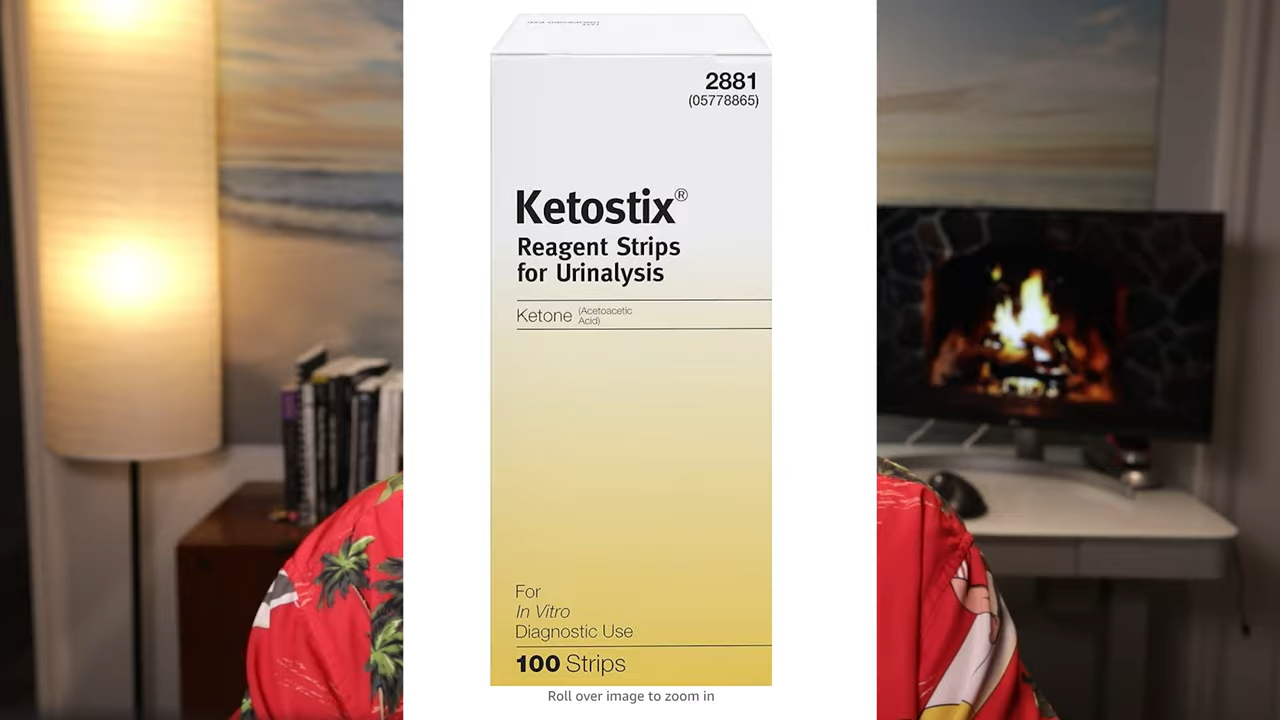 2881
(05778865)
Ketostix®
Reagent Strips
for Urinalysis
Ketone (Acetoacetic
Acid)
For
In Vitro
Diagnostic Use
100 Strips
Roll over image to zoom in